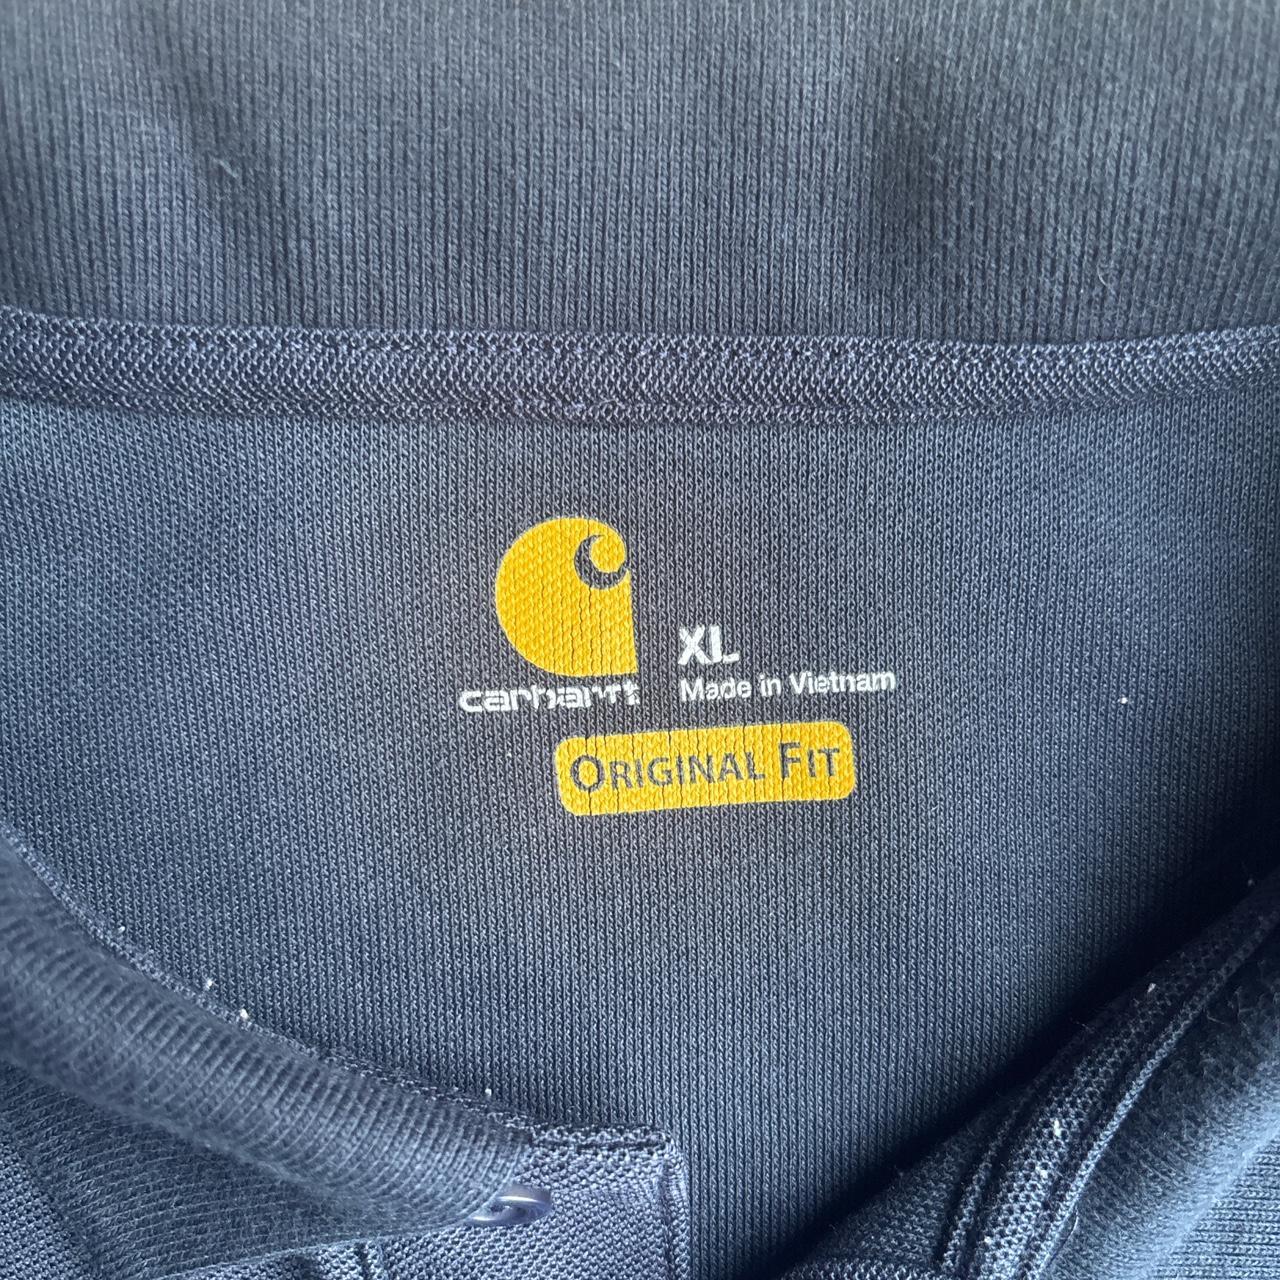 carhartt
XL
Made in Vietnam
ORIGINAL FIT